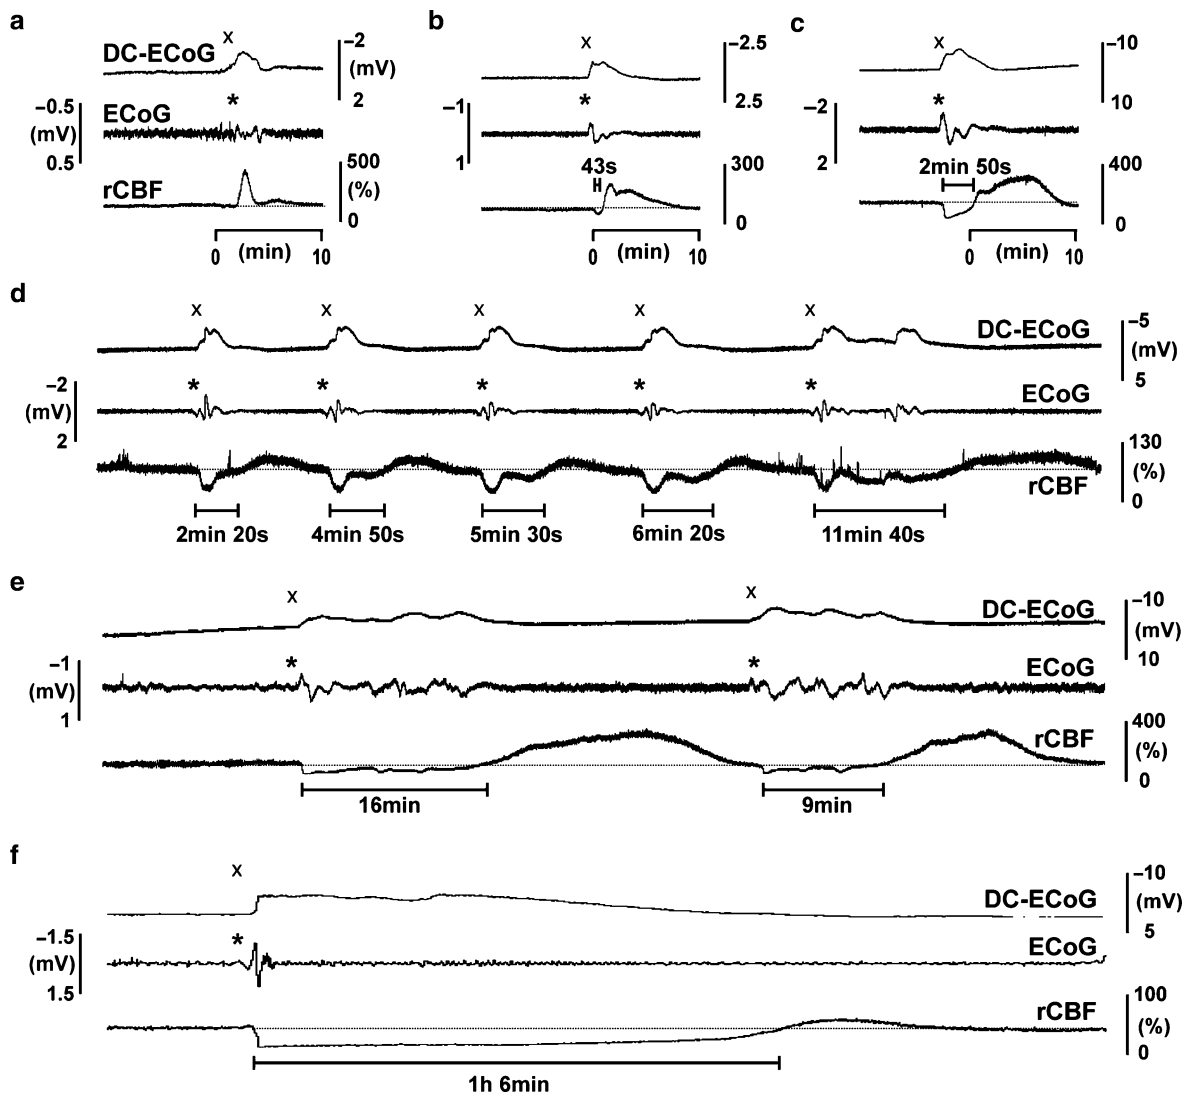 a
x
DC-ECoG
−2
(mV)
2
*
−0.5
(mV)
0.5
ECoG
rCBF
500
(%)
0
0 (min) 10
b
x
−2.5
2.5
*
−1
1
43s
300
0
0 (min) 10
c
x
−10
10
*
−2
2
2min 50s
400
0
0 (min) 10
d
x x x x x
DC-ECoG
−5
(mV)
5
* * * * *
−2
(mV)
2
ECoG
130
(%)
0
rCBF
2min 20s 4min 50s 5min 30s 6min 20s 11min 40s
e
x x
DC-ECoG
−10
(mV)
10
* *
−1
(mV)
1
ECoG
rCBF
400
(%)
0
16min 9min
f
x
DC-ECoG
−10
(mV)
5
*
−1.5
(mV)
1.5
ECoG
rCBF
100
(%)
0
1h 6min